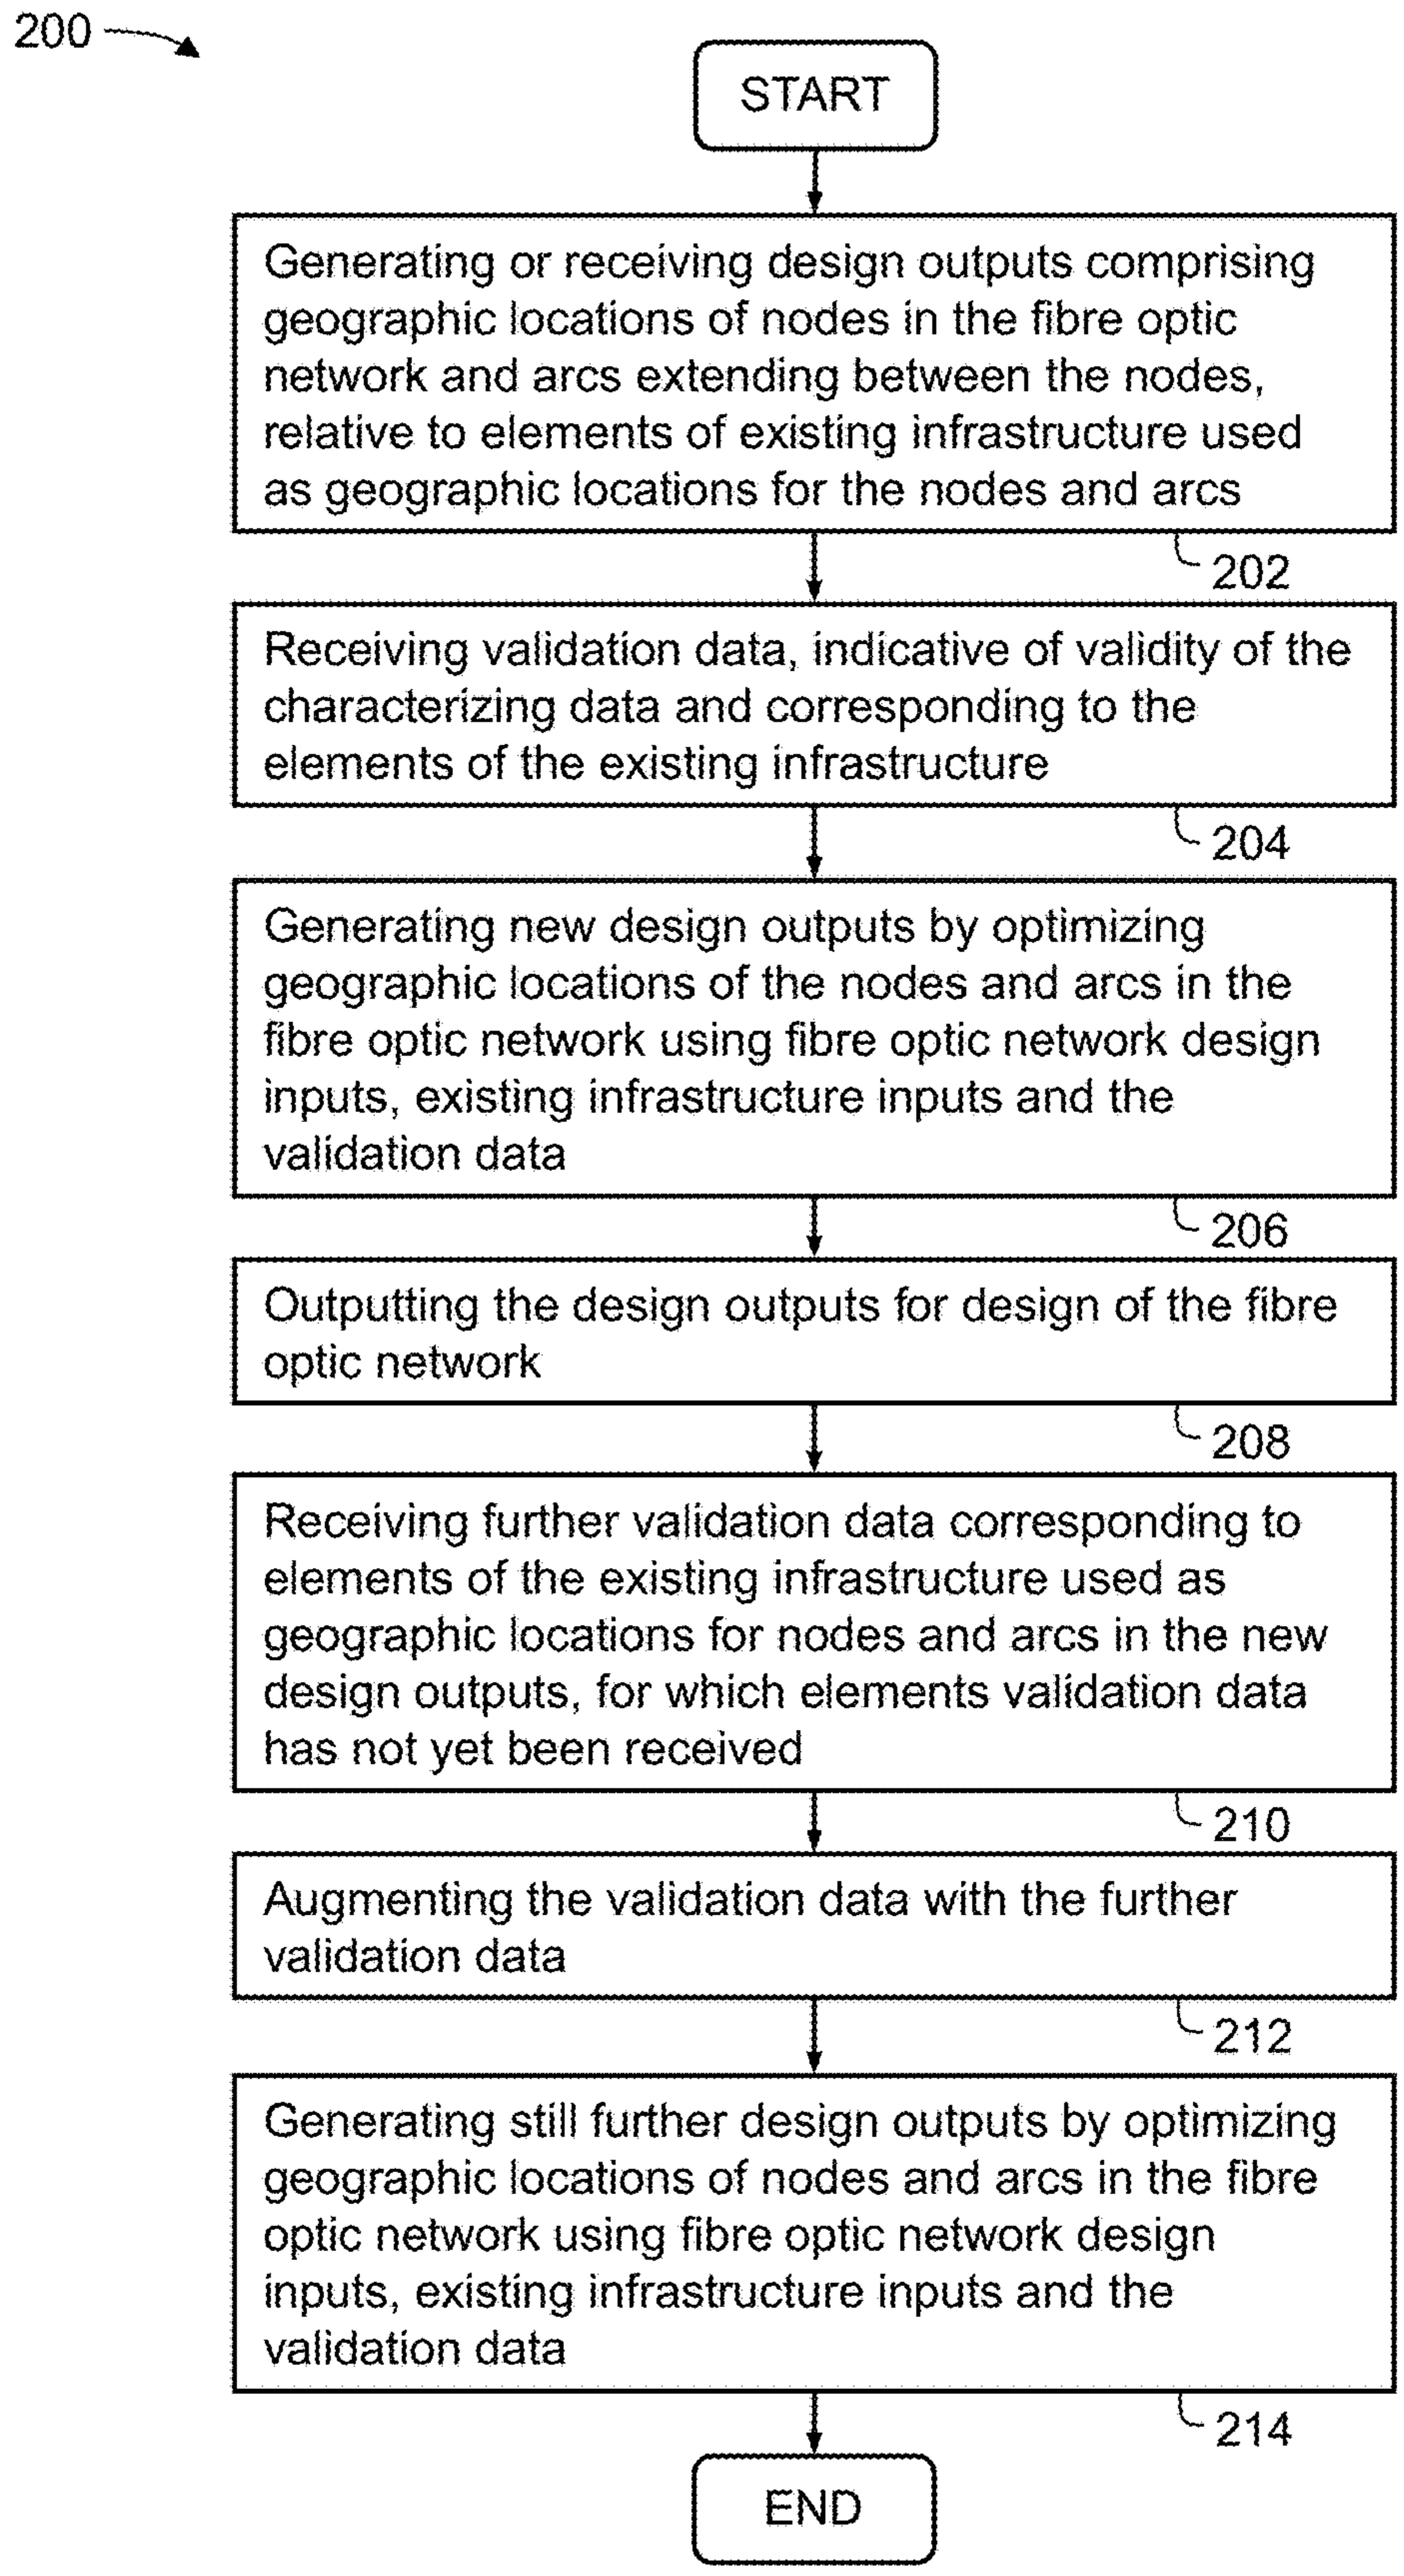 200
START
Generating or receiving design outputs comprising
geographic locations of nodes in the fibre optic
network and arcs extending between the nodes,
relative to elements of existing infrastructure used
as geographic locations for the nodes and arcs
202
Receiving validation data, indicative of validity of the
characterizing data and corresponding to the
elements of the existing infrastructure
204
Generating new design outputs by optimizing
geographic locations of the nodes and arcs in the
fibre optic network using fibre optic network design
inputs, existing infrastructure inputs and the
validation data
206
Outputting the design outputs for design of the fibre
optic network
208
Receiving further validation data corresponding to
elements of the existing infrastructure used as
geographic locations for nodes and arcs in the new
design outputs, for which elements validation data
has not yet been received
210
Augmenting the validation data with the further
validation data
212
Generating still further design outputs by optimizing
geographic locations of nodes and arcs in the fibre
optic network using fibre optic network design
inputs, existing infrastructure inputs and the
validation data
214
END